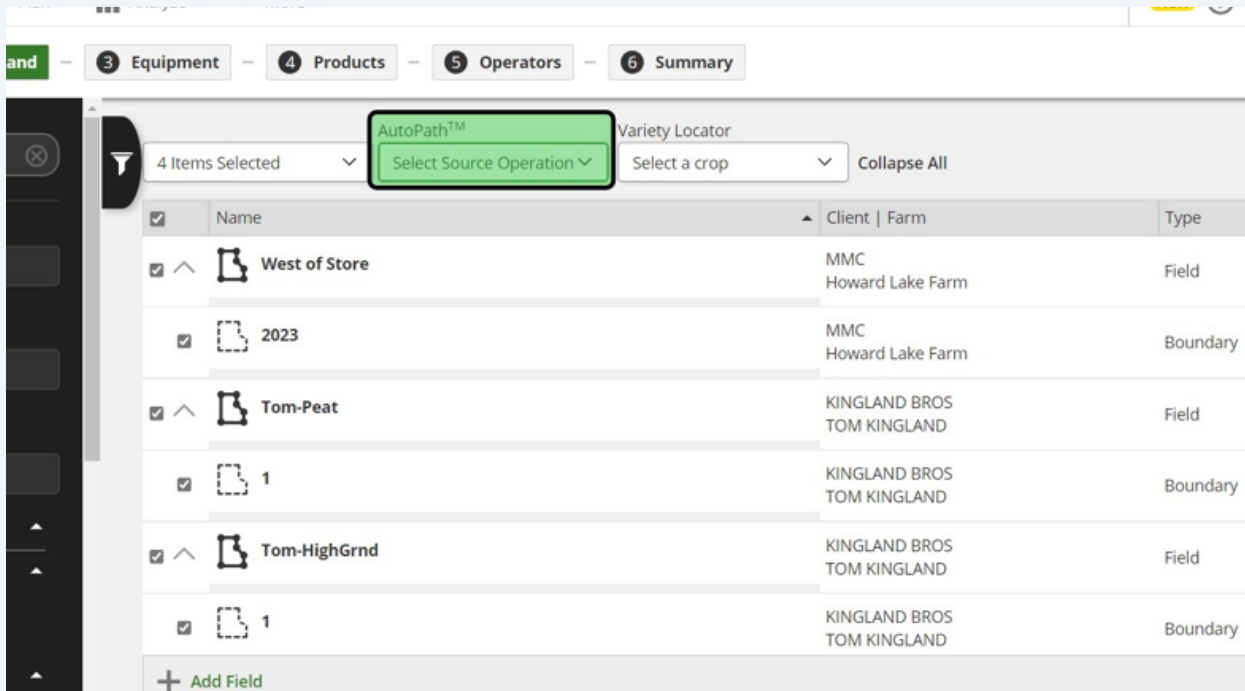 and – 3 Equipment – 4 Products – 5 Operators – 6 Summary
AutoPath™ Variety Locator
4 Items Selected Select Source Operation Select a crop Collapse All
Name Client | Farm Type
West of Store MMC
Howard Lake Farm Field
2023 MMC
Howard Lake Farm Boundary
Tom-Peat KINGLAND BROS
TOM KINGLAND Field
1 KINGLAND BROS
TOM KINGLAND Boundary
Tom-HighGrnd KINGLAND BROS
TOM KINGLAND Field
1 KINGLAND BROS
TOM KINGLAND Boundary
+ Add Field